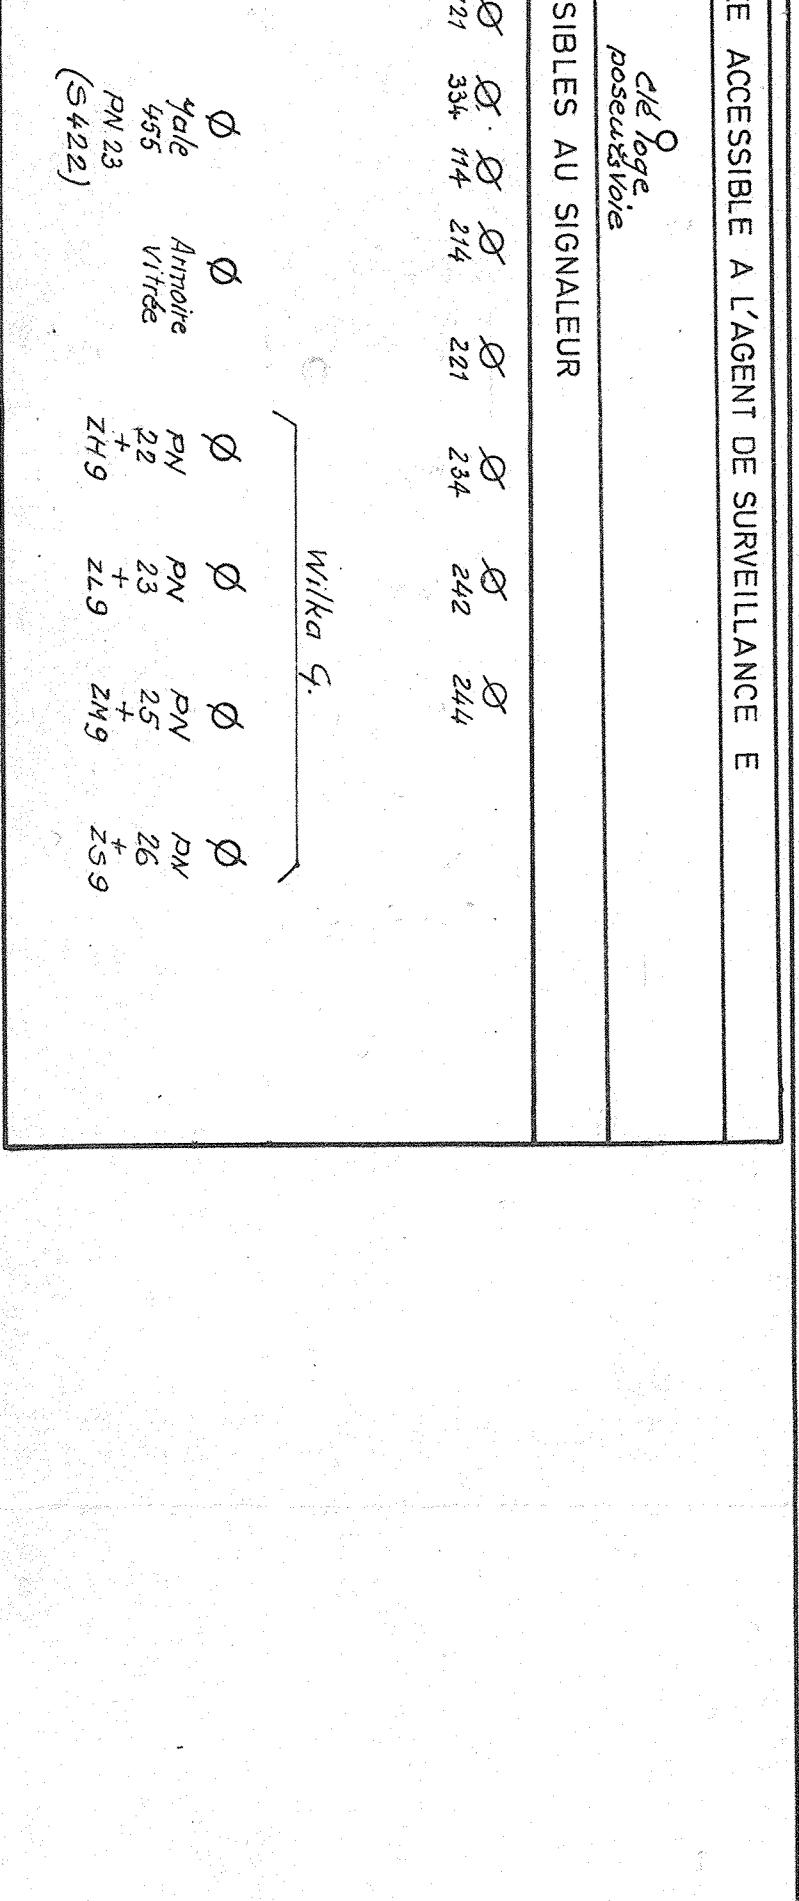 E ACCESSIBLE A L'AGENT DE SURVEILLANCE E
Clé loge
poseurs voie
SIBLES AU SIGNALEUR
Ø Ø. Ø Ø Ø Ø Ø Ø
721 334 114 214 221 234 242 244
Wilka G.
Ø Ø Ø Ø Ø Ø
Yale Armoire PN PN PN PN
455 Vitrée 22 23 25 26
PN 23 + + + +
(S422) ZH9 ZL9 ZM9 ZS9